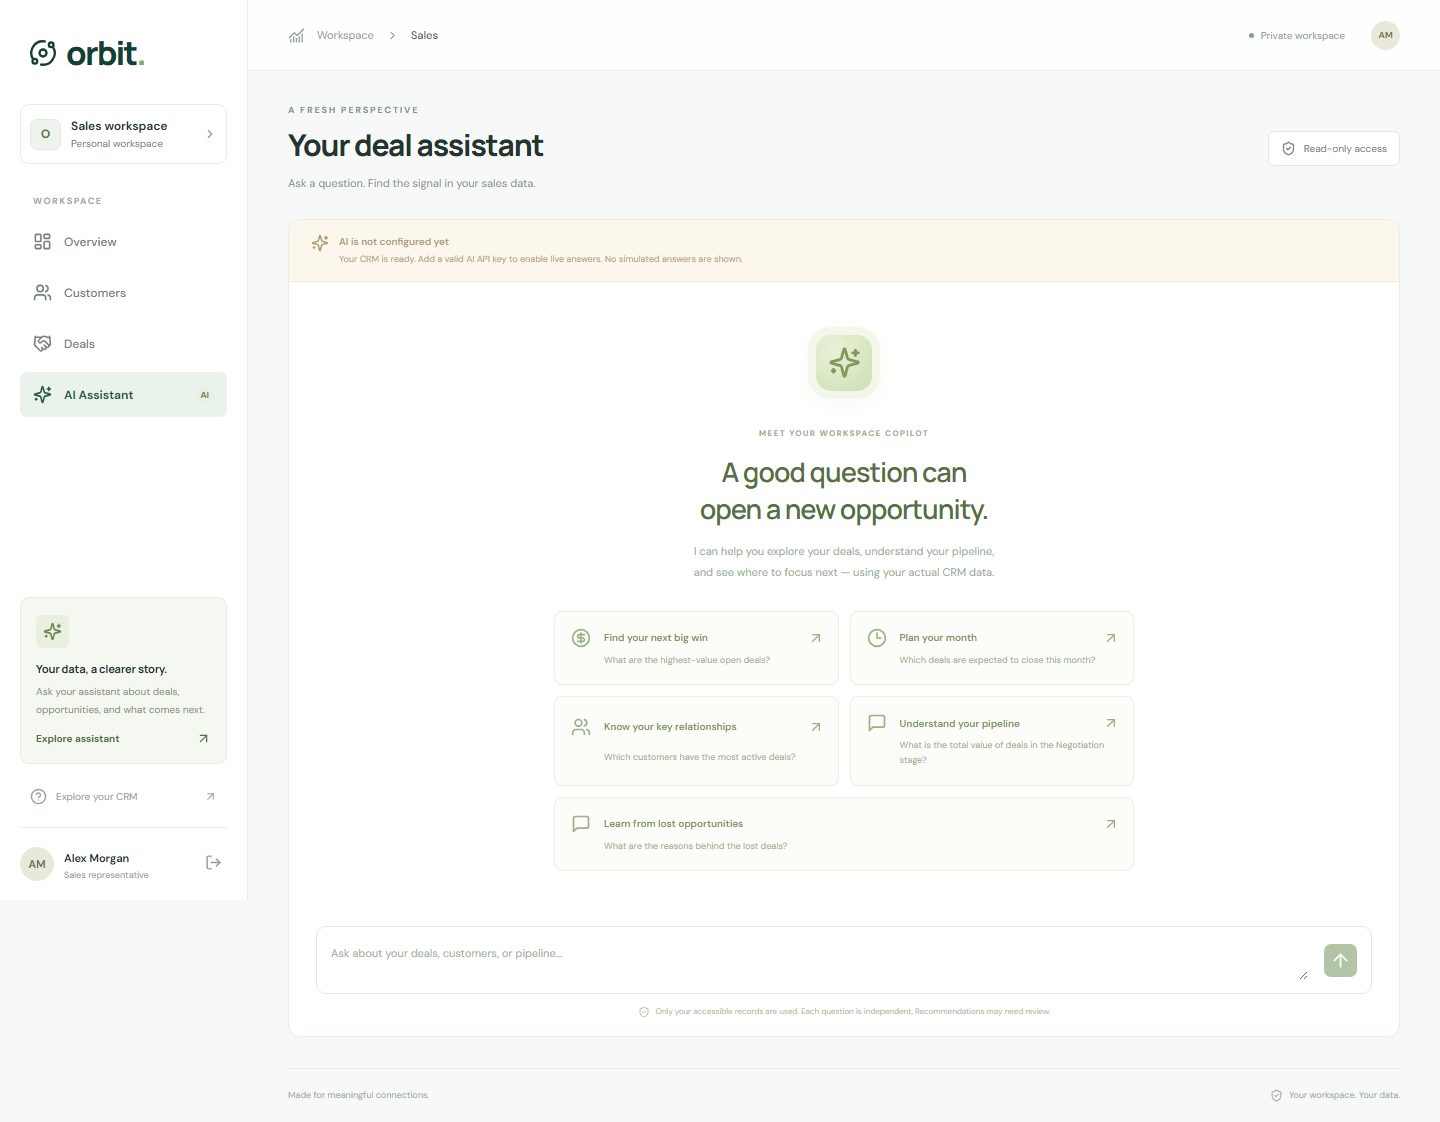 orbit.
O
Sales workspace
Personal workspace
WORKSPACE
Overview
Customers
Deals
AI Assistant
AI
Your data, a clearer story.
Ask your assistant about deals,
opportunities, and what comes next.
Explore assistant
Explore your CRM
AM
Alex Morgan
Sales representative
Workspace
Sales
Private workspace
AM
A FRESH PERSPECTIVE
Your deal assistant
Ask a question. Find the signal in your sales data.
Read-only access
AI is not configured yet
Your CRM is ready. Add a valid AI API key to enable live answers. No simulated answers are shown.
MEET YOUR WORKSPACE COPILOT
A good question can
open a new opportunity.
I can help you explore your deals, understand your pipeline,
and see where to focus next — using your actual CRM data.
Find your next big win
What are the highest-value open deals?
Plan your month
Which deals are expected to close this month?
Know your key relationships
Which customers have the most active deals?
Understand your pipeline
What is the total value of deals in the Negotiation
stage?
Learn from lost opportunities
What are the reasons behind the lost deals?
Ask about your deals, customers, or pipeline...
Only your accessible records are used. Each question is independent. Recommendations may need review.
Made for meaningful connections.
Your workspace. Your data.